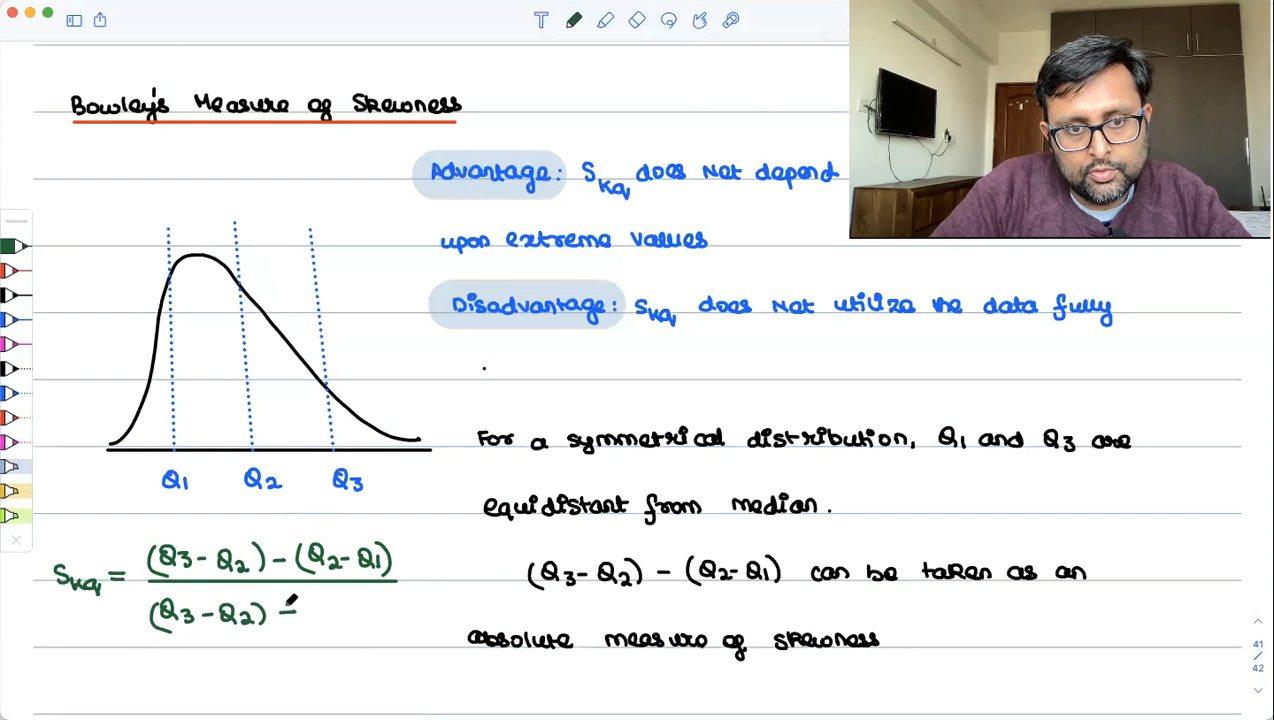 Bowley's Measure of Skewness
Advantage: SKq does not depend
upon extreme values
Disadvantage: SKq does not utilize the data fully
Q1 Q2 Q3
For a symmetrical distribution, Q1 and Q3 are
equidistant from median.
SKq = (Q3 - Q2) - (Q2 - Q1)
(Q3 - Q2) -
(Q3 - Q2) - (Q2 - Q1) can be taken as an
absolute measure of skewness
41
/
42